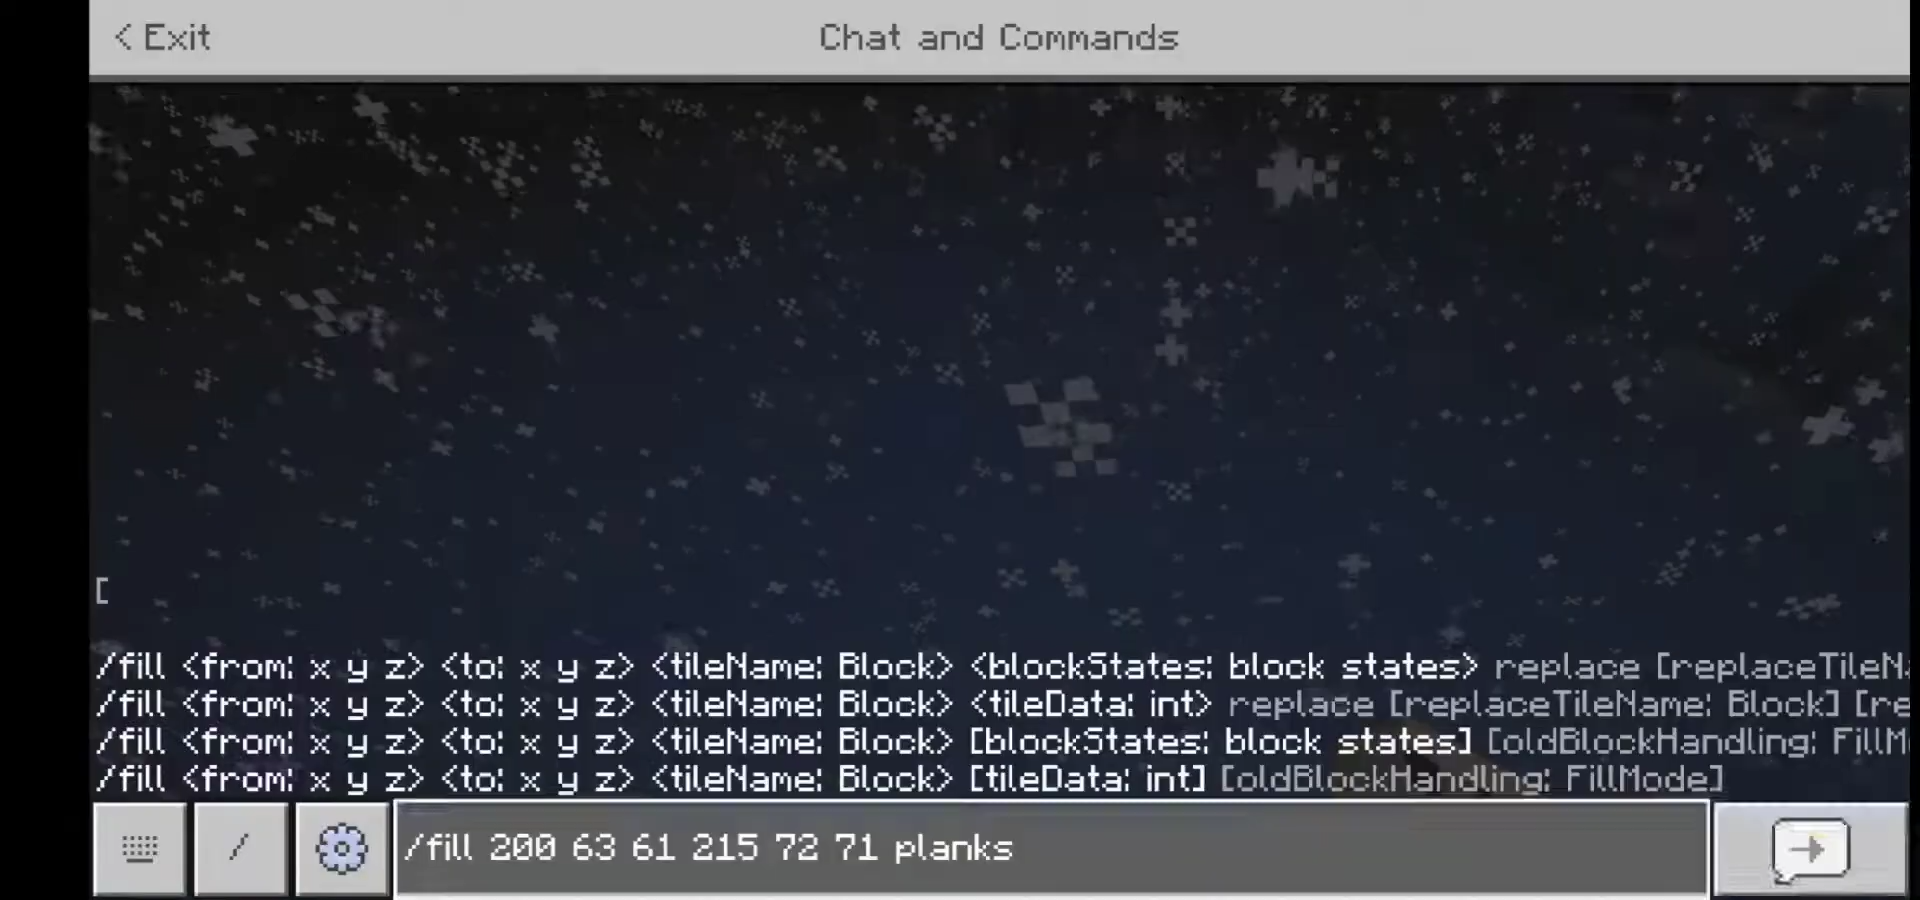 < Exit
Chat and Commands
[
/fill <from: x y z> <to: x y z> <tileName: Block> <blockStates: block states> replace [replaceTileNa
/fill <from: x y z> <to: x y z> <tileName: Block> <tileData: int> replace [replaceTileName: Block] [re
/fill <from: x y z> <to: x y z> <tileName: Block> [blockStates: block states] [oldBlockHandling: FillM
/fill <from: x y z> <to: x y z> <tileName: Block> [tileData: int] [oldBlockHandling: FillMode]
/ /fill 200 63 61 215 72 71 planks